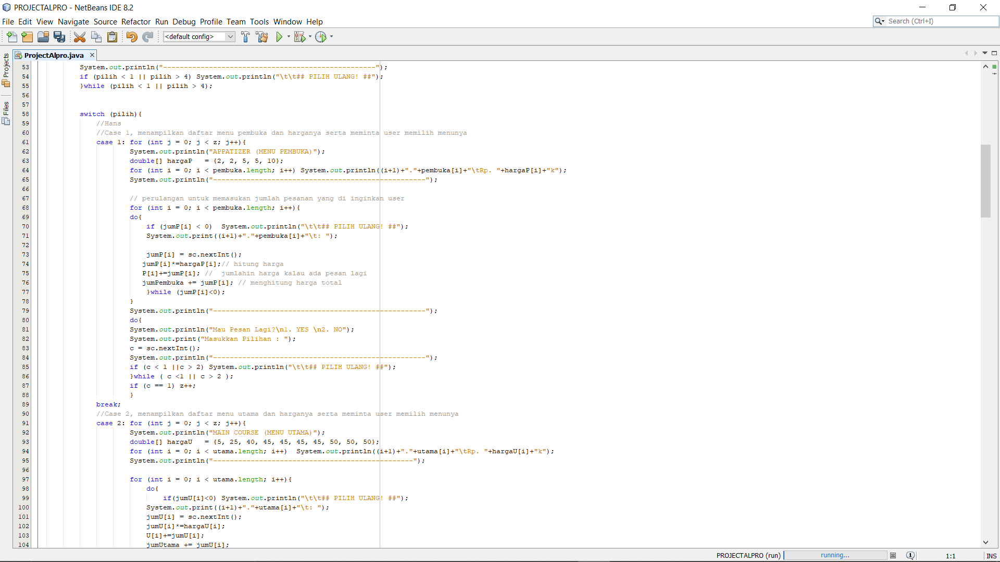 PROJECTALPRO - NetBeans IDE 8.2
File Edit View Navigate Source Refactor Run Debug Profile Team Tools Window Help
Search (Ctrl+I)
<default config>
ProjectAlpro.java
Projects
Files
53 System.out.println("---------------------------------------------------");
54 if (pilih < 1 || pilih > 4) System.out.println("\t\t## PILIH ULANG! ##");
55 }while (pilih < 1 || pilih > 4);
56
57
58 switch (pilih){
59 //Hans
60 //Case 1, menampilkan daftar menu pembuka dan harganya serta meminta user memilih menunya
61 case 1: for (int j = 0; j < z; j++){
62 System.out.println("APPATIZER (MENU PEMBUKA)");
63 double[] hargaP   = {2, 2, 5, 5, 10};
64 for (int i = 0; i < pembuka.length; i++) System.out.println((i+1)+"."+pembuka[i]+"\tRp. "+hargaP[i]+"k");
65 System.out.println("---------------------------------------------------");
66
67 // perulangan untuk memasukan jumlah pesanan yang di inginkan user
68 for (int i = 0; i < pembuka.length; i++){
69 do{
70 if (jumP[i] < 0)  System.out.println("\t\t## PILIH ULANG! ##");
71 System.out.print((i+1)+"."+pembuka[i]+"\t: ");
72
73 jumP[i] = sc.nextInt();
74 jumP[i]*=hargaP[i];// hitung harga
75 P[i]+=jumP[i]; //  jumlahin harga kalau ada pesan lagi
76 jumPembuka += jumP[i]; // menghitung harga total
77 }while (jumP[i]<0);
78 }
79 System.out.println("---------------------------------------------------");
80 do{
81 System.out.println("Mau Pesan Lagi?\n1. YES \n2. NO");
82 System.out.print("Masukkan Pilihan : ");
83 c = sc.nextInt();
84 System.out.println("---------------------------------------------------");
85 if (c < 1 ||c > 2) System.out.println("\t\t## PILIH ULANG! ##");
86 }while ( c <1 || c > 2 );
87 if (c == 1) z++;
88 }
89 break;
90 //Case 2, menampilkan daftar menu utama dan harganya serta meminta user memilih menunya
91 case 2: for (int j = 0; j < z; j++){
92 System.out.println("MAIN COURSE (MENU UTAMA)");
93 double[] hargaU   = {5, 25, 40, 45, 45, 45, 45, 50, 50, 50};
94 for (int i = 0; i < utama.length; i++)  System.out.println((i+1)+"."+utama[i]+"\tRp. "+hargaU[i]+"k");
95 System.out.println("------------------------------------------------");
96
97 for (int i = 0; i < utama.length; i++){
98 do{
99 if(jumU[i]<0) System.out.println("\t\t## PILIH ULANG! ##");
100 System.out.print((i+1)+"."+utama[i]+"\t: ");
101 jumU[i] = sc.nextInt();
102 jumU[i]*=hargaU[i];
103 U[i]+=jumU[i];
104 jumUtama += jumU[i];
PROJECTALPRO (run) running... 1 1:1 INS